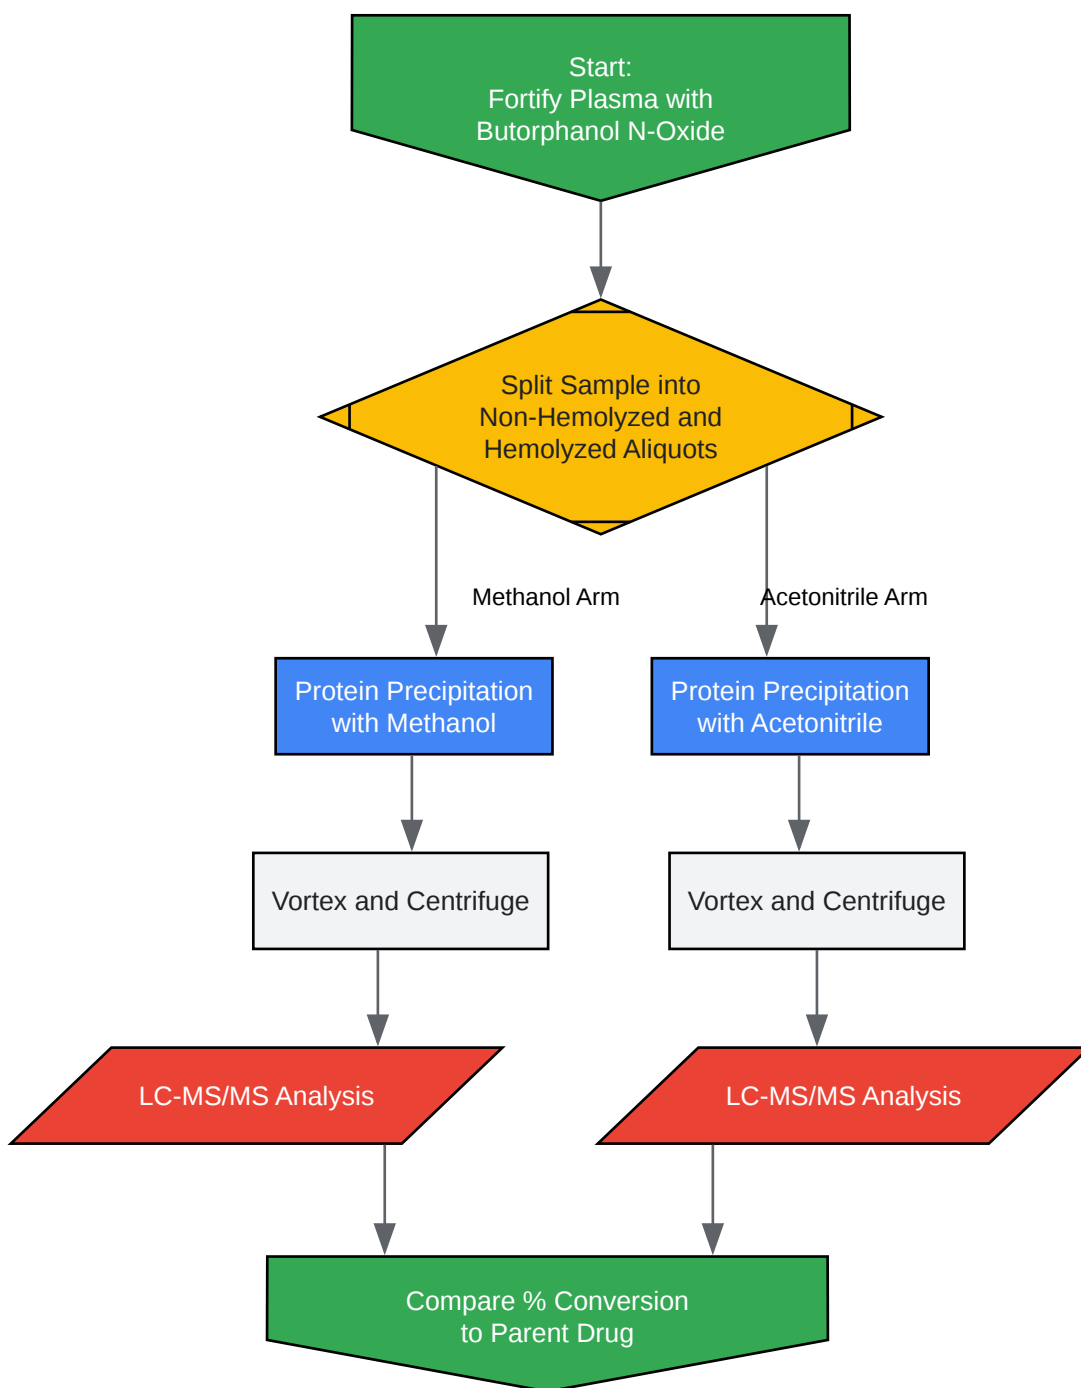 Start:
Fortify Plasma with
Butorphanol N-Oxide
Split Sample into
Non-Hemolyzed and
Hemolyzed Aliquots
Methanol Arm
Acetonitrile Arm
Protein Precipitation
with Methanol
Protein Precipitation
with Acetonitrile
Vortex and Centrifuge
Vortex and Centrifuge
LC-MS/MS Analysis
LC-MS/MS Analysis
Compare % Conversion
to Parent Drug